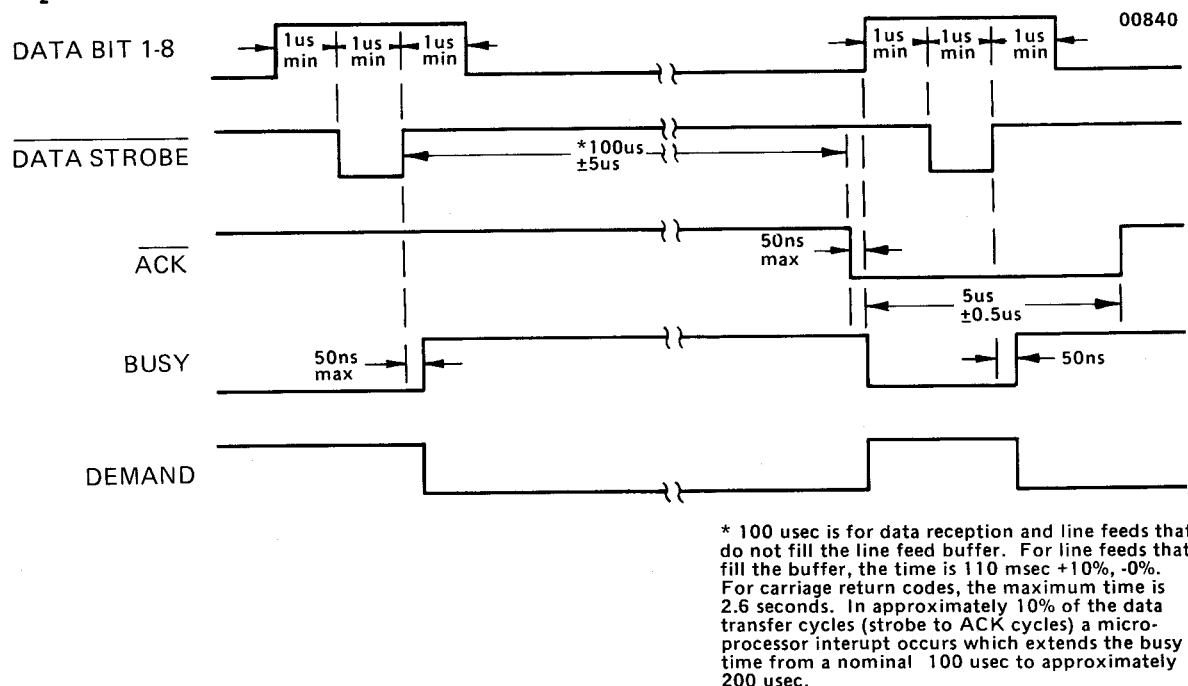 00840
DATA BIT 1-8
1us min
1us min
1us min
1us min
1us min
1us min
DATA STROBE
*100us
±5us
ACK
50ns
max
5us
±0.5us
BUSY
50ns
max
50ns
DEMAND
* 100 usec is for data reception and line feeds that
do not fill the line feed buffer. For line feeds that
fill the buffer, the time is 110 msec +10%, -0%.
For carriage return codes, the maximum time is
2.6 seconds. In approximately 10% of the data
transfer cycles (strobe to ACK cycles) a micro-
processor interupt occurs which extends the busy
time from a nominal 100 usec to approximately
200 usec.